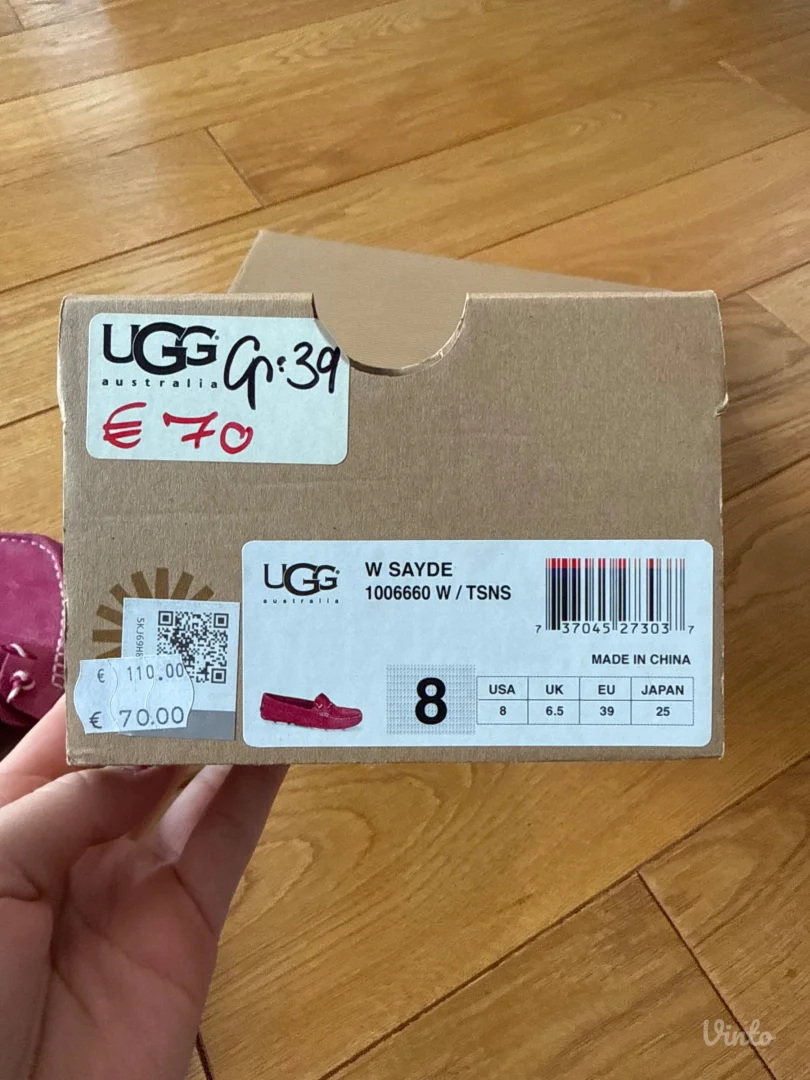 UGG
australia
Gr: 39
€ 70
UGG
australia
W SAYDE
1006660 W / TSNS
7 37045 27303 7
MADE IN CHINA
8
USA UK EU JAPAN
8 6.5 39 25
€ 110.00
€ 70.00
Vinto